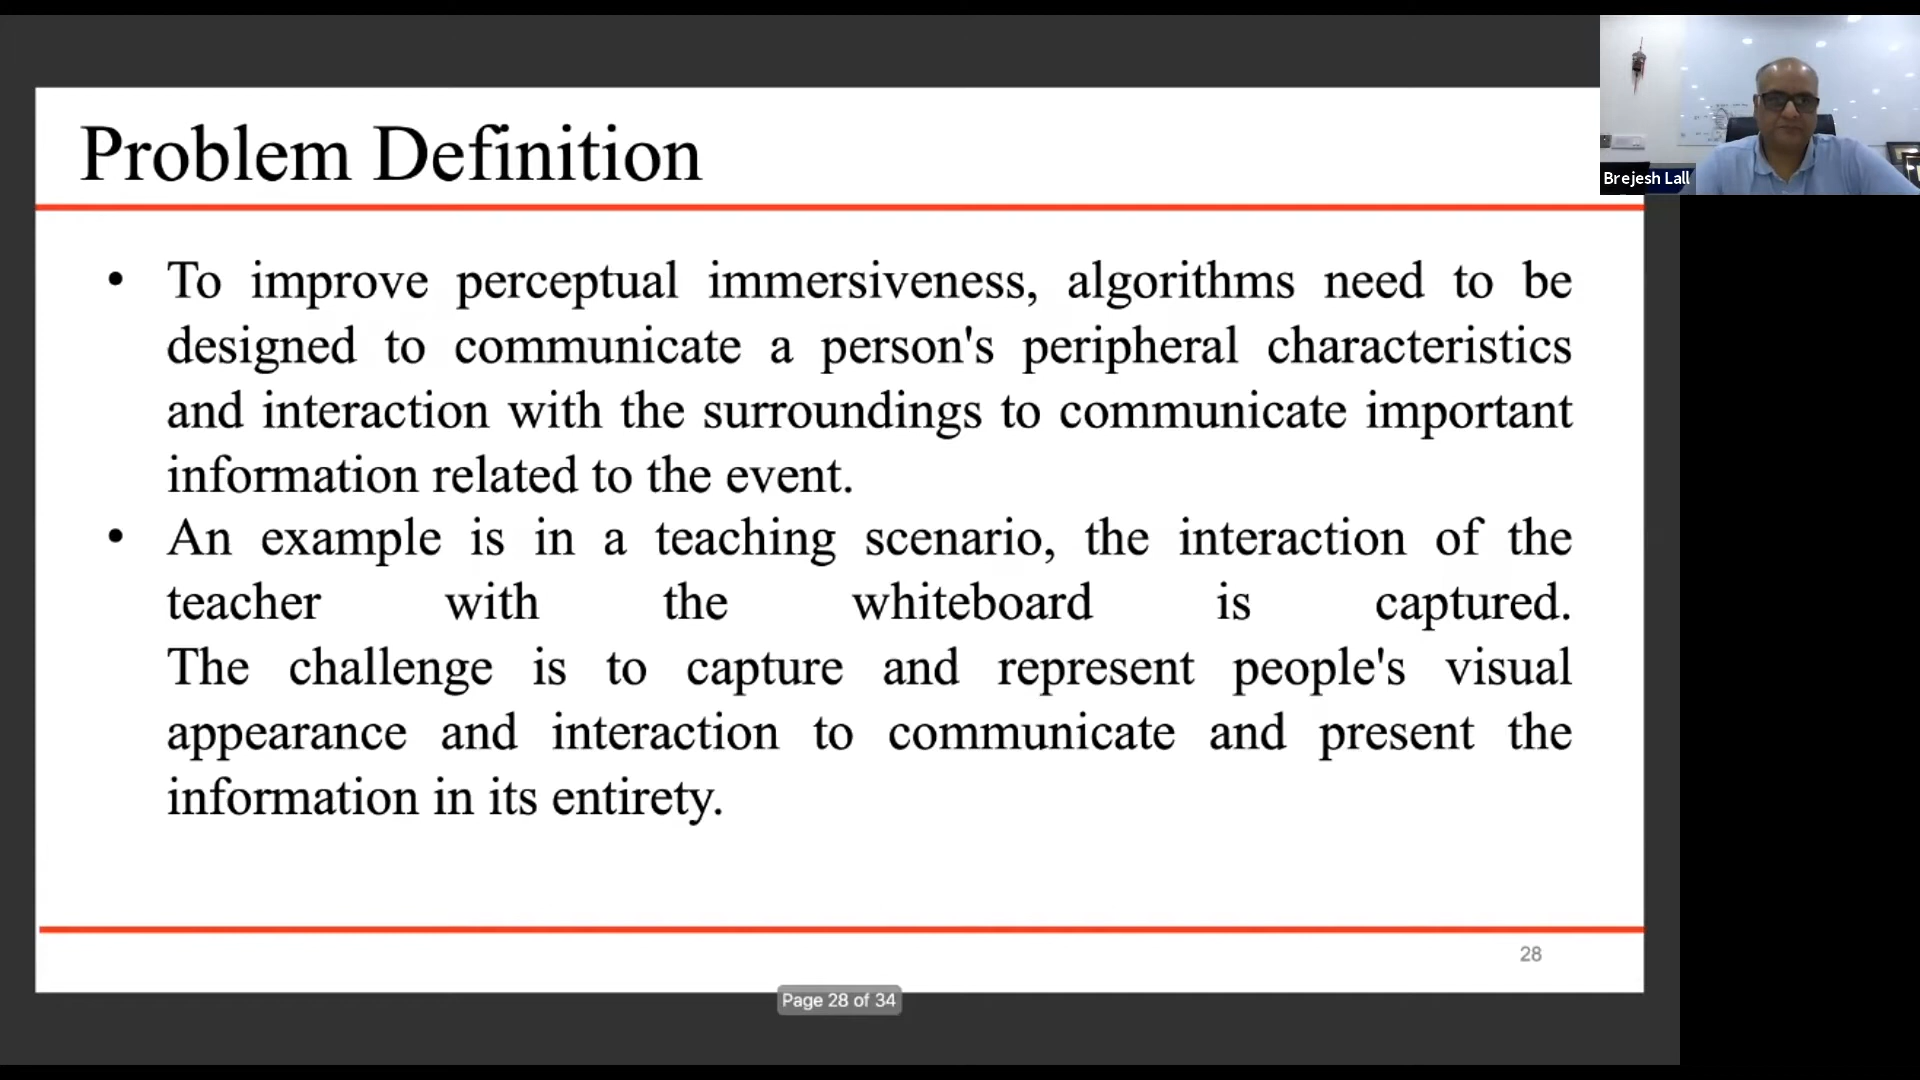 Problem Definition
Brejesh Lall
• To improve perceptual immersiveness, algorithms need to be
designed to communicate a person's peripheral characteristics
and interaction with the surroundings to communicate important
information related to the event.
• An example is in a teaching scenario, the interaction of the
teacher with the whiteboard is captured.
The challenge is to capture and represent people's visual
appearance and interaction to communicate and present the
information in its entirety.
28
Page 28 of 34